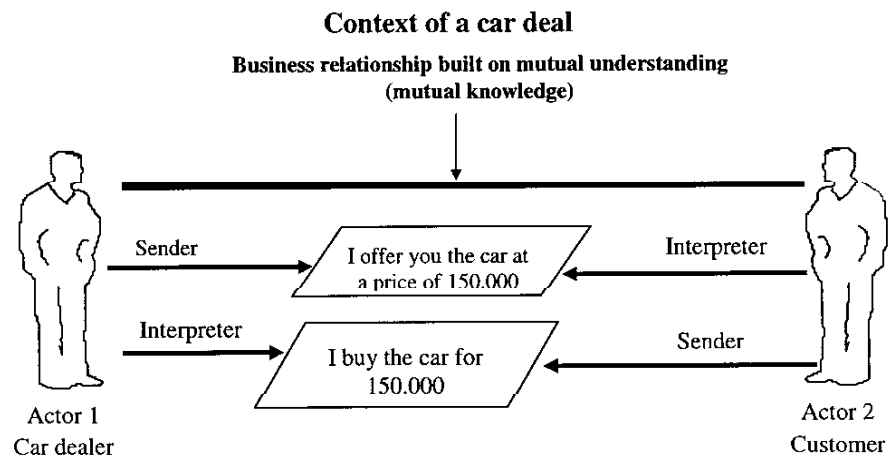 Context of a car deal
Business relationship built on mutual understanding
(mutual knowledge)
Sender
I offer you the car at
a price of 150.000
Interpreter
Interpreter
I buy the car for
150.000
Sender
Actor 1
Car dealer
Actor 2
Customer